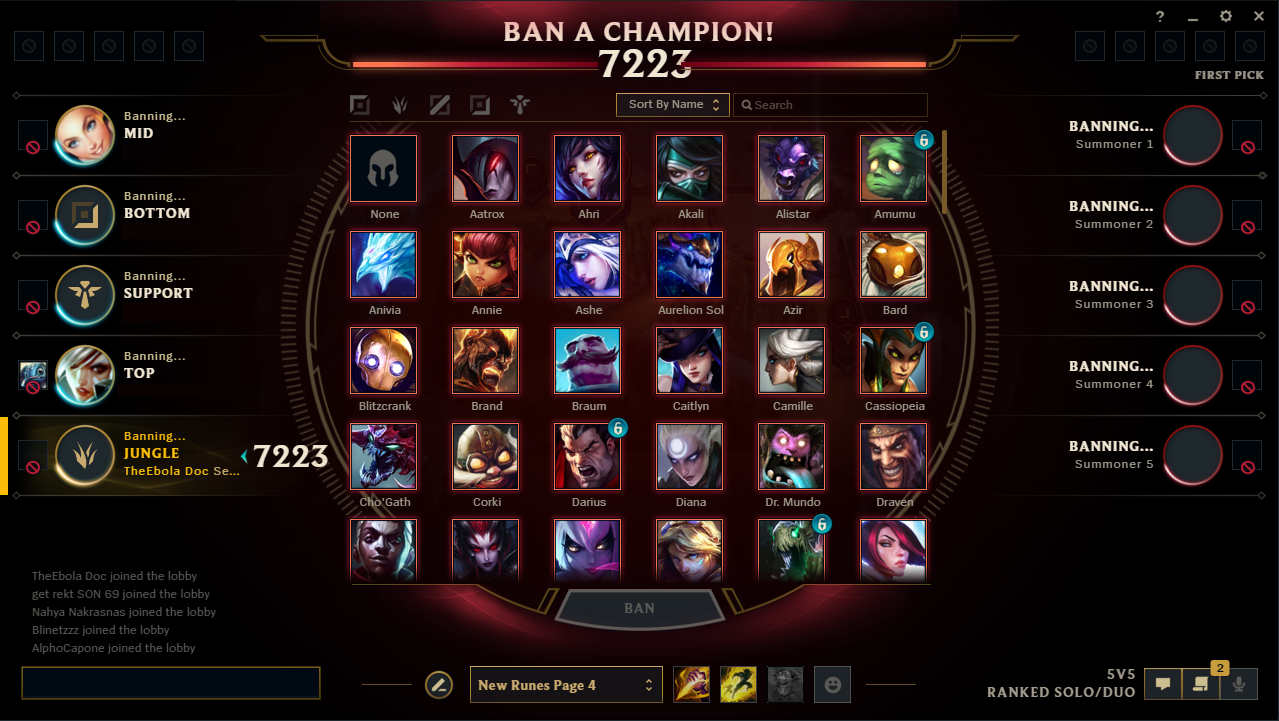 BAN A CHAMPION!
7223
?
FIRST PICK
Sort By Name
Search
Banning...
MID
Banning...
BOTTOM
Banning...
SUPPORT
Banning...
TOP
Banning...
JUNGLE
TheEbola Doc Se...
7223
None
Aatrox
Ahri
Akali
Alistar
6
Amumu
Anivia
Annie
Ashe
Aurelion Sol
Azir
Bard
Blitzcrank
Brand
Braum
Caitlyn
Camille
6
Cassiopeia
Cho'Gath
Corki
6
Darius
Diana
Dr. Mundo
Draven
6
BANNING...
Summoner 1
BANNING...
Summoner 2
BANNING...
Summoner 3
BANNING...
Summoner 4
BANNING...
Summoner 5
TheEbola Doc joined the lobby
get rekt SON 69 joined the lobby
Nahya Nakrasnas joined the lobby
Blinetzzz joined the lobby
AlphoCapone joined the lobby
BAN
New Runes Page 4
5V5
RANKED SOLO/DUO
2